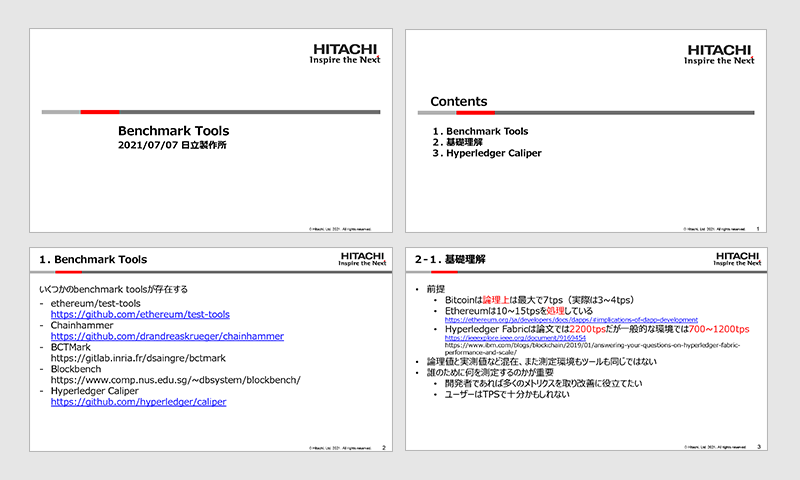 HITACHI
Inspire the Next
Benchmark Tools
2021/07/07 日立製作所
© Hitachi, Ltd. 2021. All rights reserved.
HITACHI
Inspire the Next
Contents
1. Benchmark Tools
2. 基礎理解
3. Hyperledger Caliper
© Hitachi, Ltd. 2021. All rights reserved.
1
1. Benchmark Tools
HITACHI
Inspire the Next
いくつかのbenchmark toolsが存在する
- ethereum/test-tools
https://github.com/ethereum/test-tools
- Chainhammer
https://github.com/drandreaskrueger/chainhammer
- BCTMark
https://gitlab.inria.fr/dsaingre/bctmark
- Blockbench
https://www.comp.nus.edu.sg/~dbsystem/blockbench/
- Hyperledger Caliper
https://github.com/hyperledger/caliper
© Hitachi, Ltd. 2021. All rights reserved.
2
2-1. 基礎理解
HITACHI
Inspire the Next
• 前提
• Bitcoinは論理上は最大で7tps（実際は3~4tps）
• Ethereumは10~15tpsを処理している
https://ethereum.org/ja/developers/docs/dapps/#implications-of-dapp-development
• Hyperledger Fabricは論文では2200tpsだが一般的な環境では700~1200tps
https://ieeexplore.ieee.org/document/9169454
https://www.ibm.com/blogs/blockchain/2019/01/answering-your-questions-on-hyperledger-fabric-
performance-and-scale/
• 論理値と実測値など混在、また測定環境もツールも同じではない
• 誰のために何を測定するのかが重要
• 開発者であれば多くのメトリクスを取り改善に役立てたい
• ユーザーはTPSで十分かもしれない
© Hitachi, Ltd. 2021. All rights reserved.
3